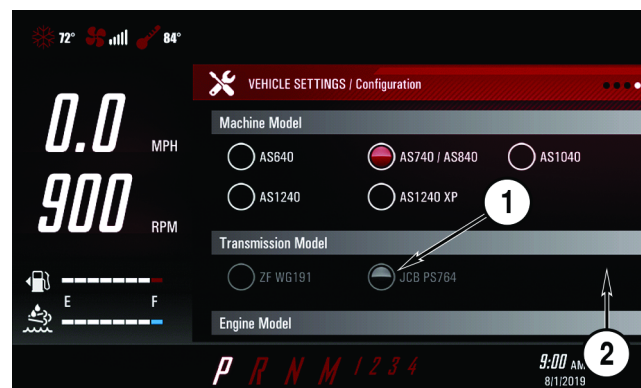 72° 84°
VEHICLE SETTINGS / Configuration
0.0 MPH
900 RPM
E F
Machine Model
AS640 AS740 / AS840 AS1040
AS1240 AS1240 XP
1
Transmission Model
ZF WG191 JCB PS764
Engine Model
2
P R N M 1 2 3 4
9:00 AM
8/1/2019